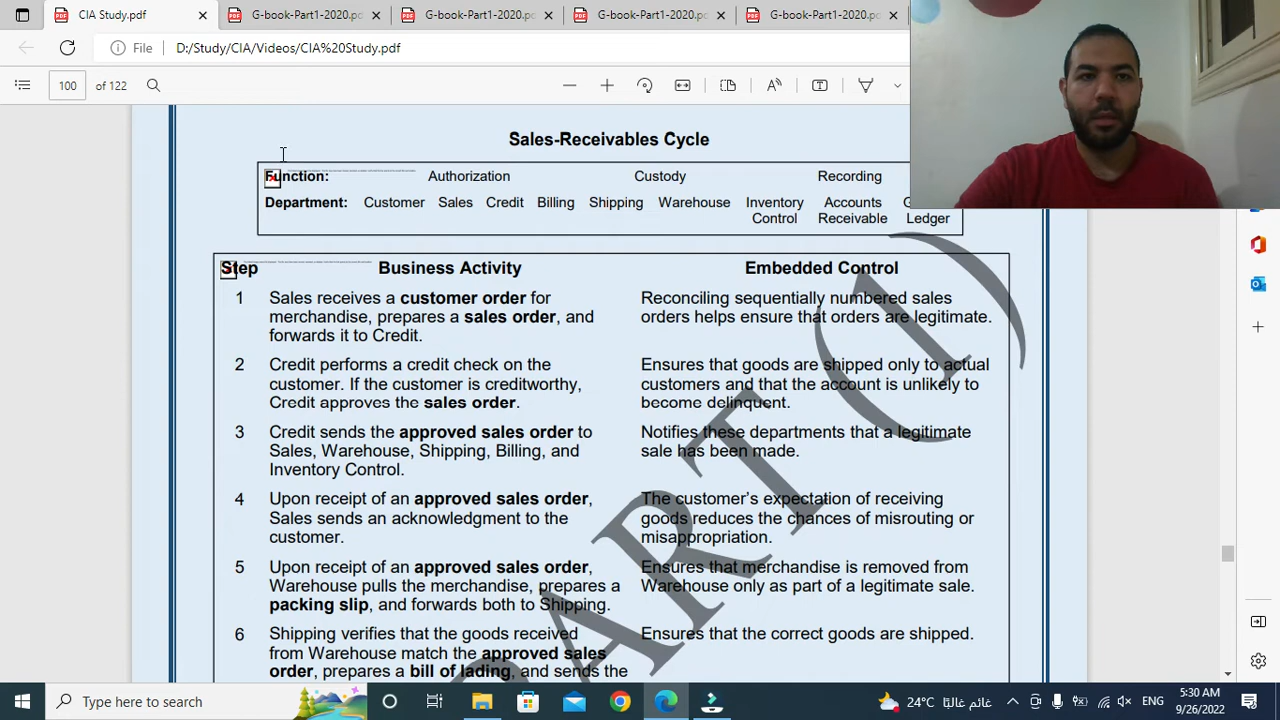 CIA Study.pdf
G-book-Part1-2020.pdf
G-book-Part1-2020.pdf
G-book-Part1-2020.pdf
G-book-Part1-2020.pdf
File D:/Study/CIA/Videos/CIA%20Study.pdf
100 of 122
Sales-Receivables Cycle
Function: Authorization Custody Recording
Department: Customer Sales Credit Billing Shipping Warehouse Inventory Accounts
Control Receivable Ledger
Step Business Activity Embedded Control
1 Sales receives a customer order for Reconciling sequentially numbered sales
merchandise, prepares a sales order, and orders helps ensure that orders are legitimate.
forwards it to Credit.
2 Credit performs a credit check on the Ensures that goods are shipped only to actual
customer. If the customer is creditworthy, customers and that the account is unlikely to
Credit approves the sales order. become delinquent.
3 Credit sends the approved sales order to Notifies these departments that a legitimate
Sales, Warehouse, Shipping, Billing, and sale has been made.
Inventory Control.
4 Upon receipt of an approved sales order, The customer's expectation of receiving
Sales sends an acknowledgment to the goods reduces the chances of misrouting or
customer. misappropriation.
5 Upon receipt of an approved sales order, Ensures that merchandise is removed from
Warehouse pulls the merchandise, prepares a Warehouse only as part of a legitimate sale.
packing slip, and forwards both to Shipping.
6 Shipping verifies that the goods received Ensures that the correct goods are shipped.
from Warehouse match the approved sales
order, prepares a bill of lading, and sends the
PART (1)
Type here to search
24°C غائم غالبًا ENG
5:30 AM
9/26/2022